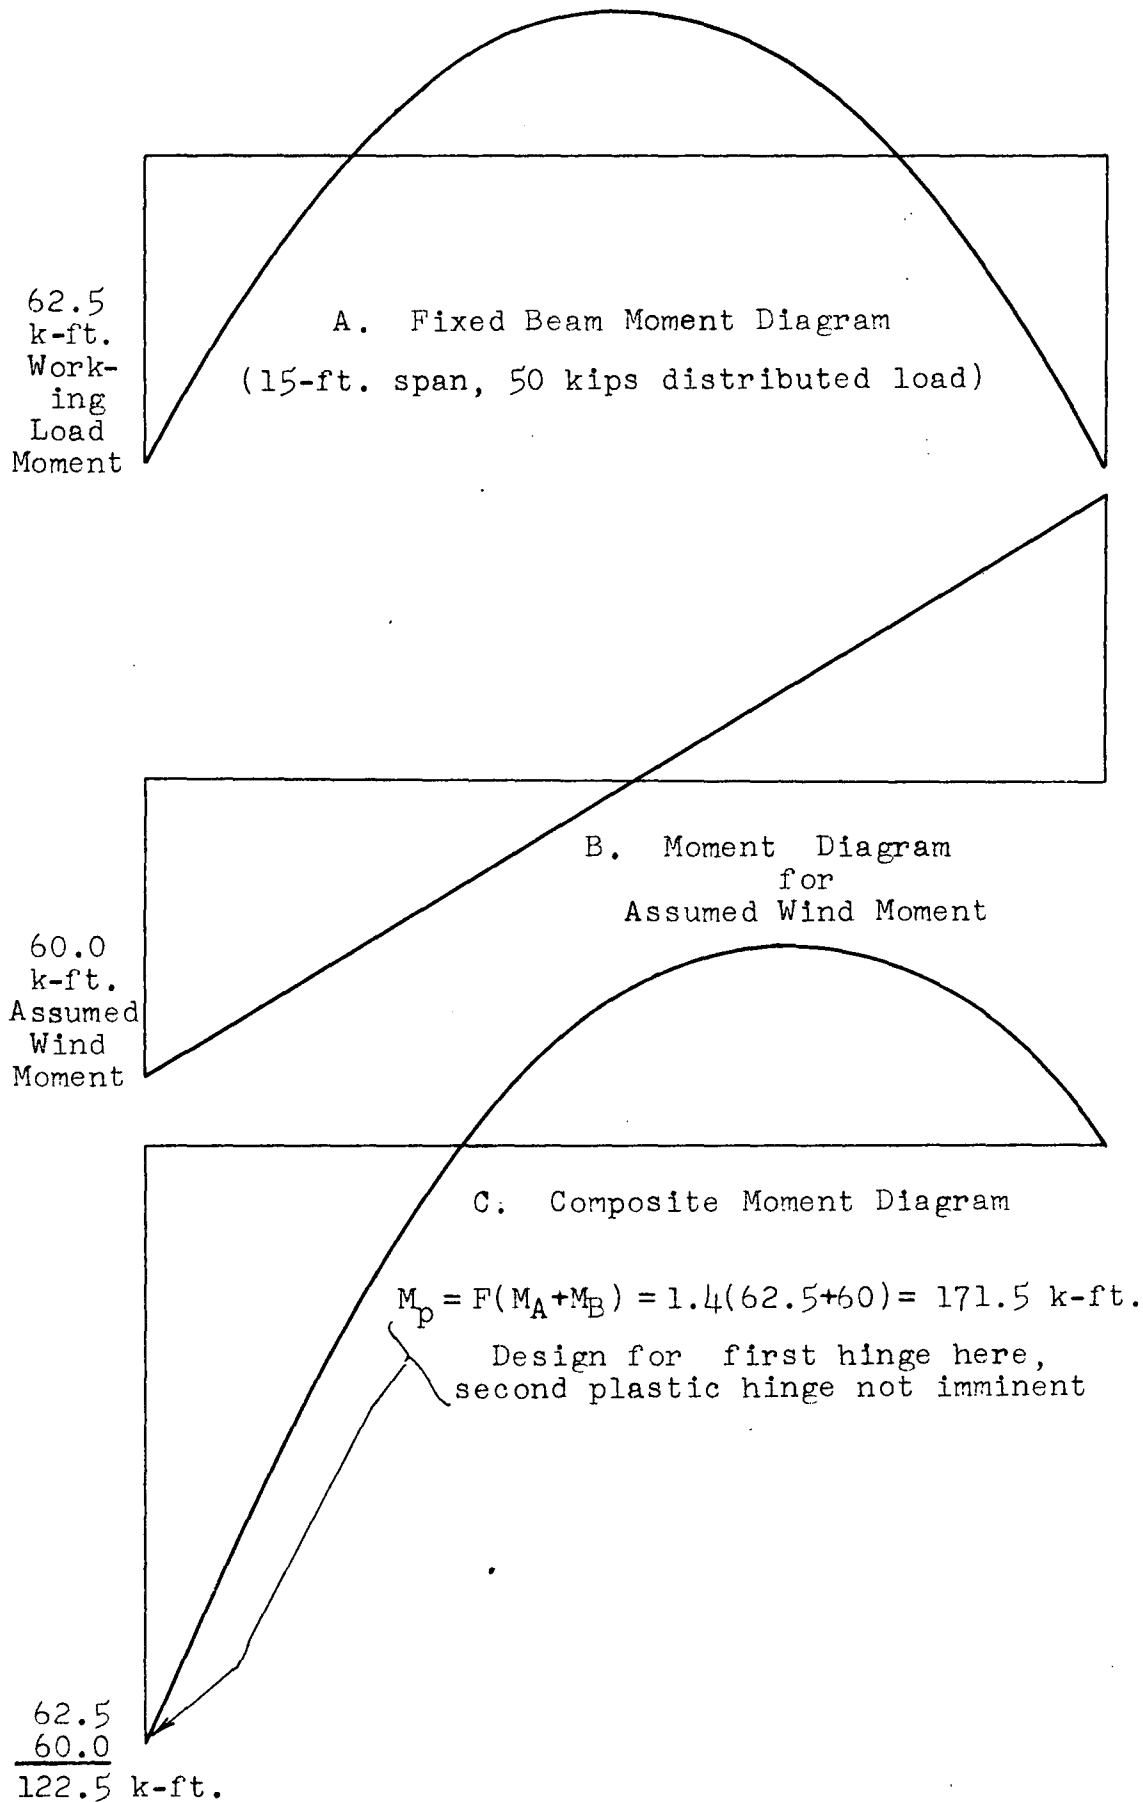 62.5
k-ft.
Work-
ing
Load
Moment
A. Fixed Beam Moment Diagram
(15-ft. span, 50 kips distributed load)
B. Moment Diagram
for
Assumed Wind Moment
60.0
k-ft.
Assumed
Wind
Moment
C. Composite Moment Diagram
Mp = F(MA+MB) = 1.4(62.5+60)= 171.5 k-ft.
Design for first hinge here,
second plastic hinge not imminent
62.5
60.0
122.5 k-ft.